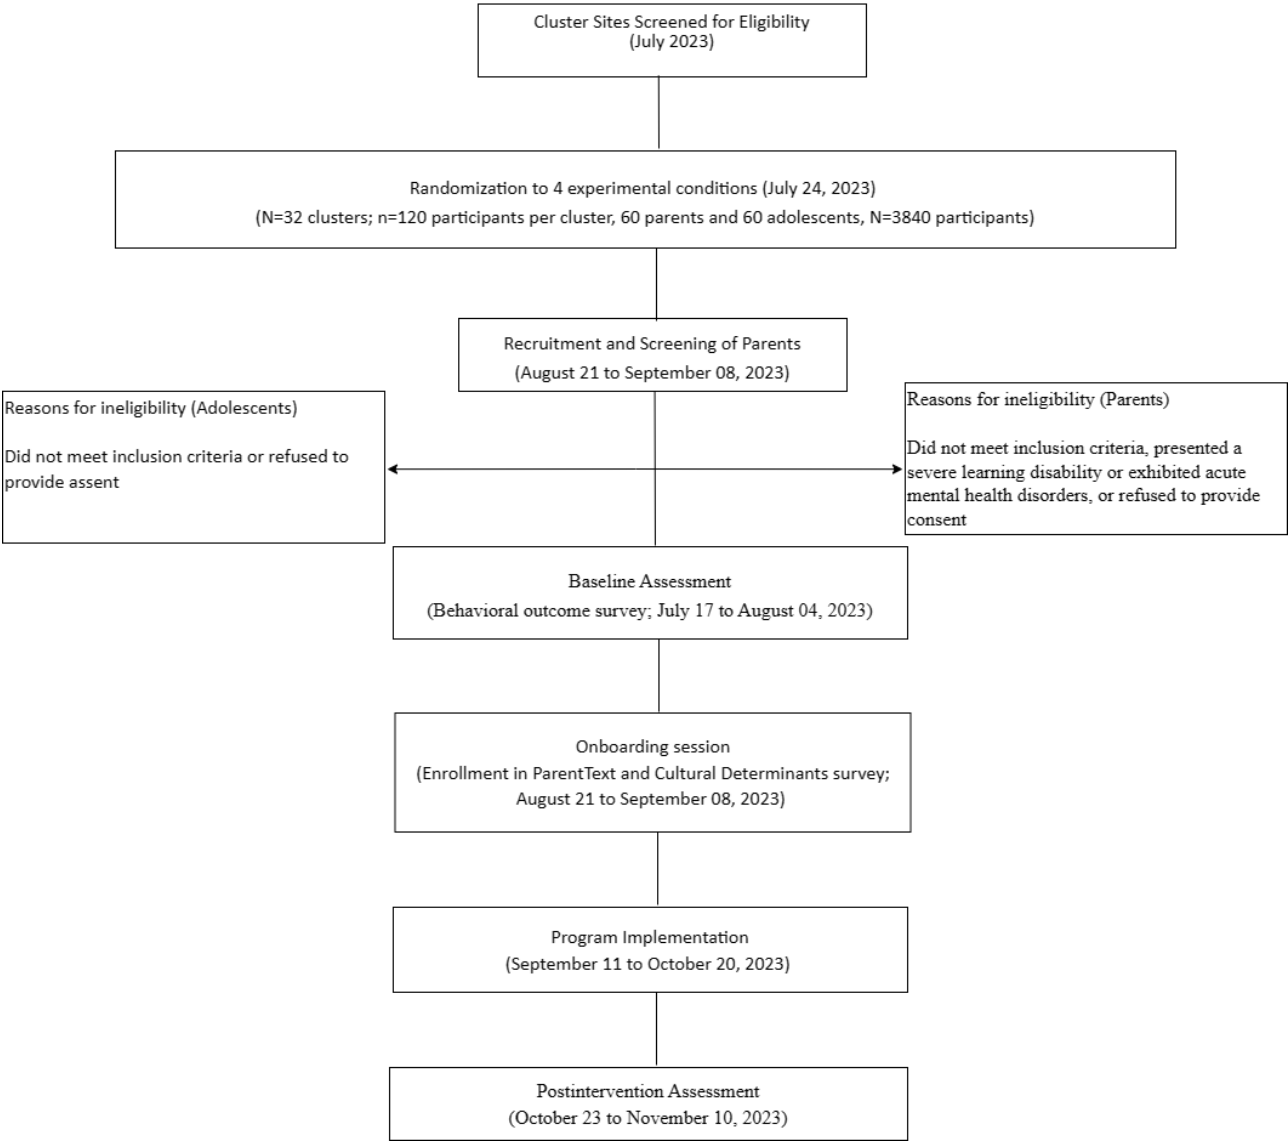 Cluster Sites Screened for Eligibility
(July 2023)
Randomization to 4 experimental conditions (July 24, 2023)
(N=32 clusters; n=120 participants per cluster, 60 parents and 60 adolescents, N=3840 participants)
Recruitment and Screening of Parents
(August 21 to September 08, 2023)
Reasons for ineligibility (Adolescents)
Did not meet inclusion criteria or refused to
provide assent
Reasons for ineligibility (Parents)
Did not meet inclusion criteria, presented a
severe learning disability or exhibited acute
mental health disorders, or refused to provide
consent
Baseline Assessment
(Behavioral outcome survey; July 17 to August 04, 2023)
Onboarding session
(Enrollment in ParentText and Cultural Determinants survey;
August 21 to September 08, 2023)
Program Implementation
(September 11 to October 20, 2023)
Postintervention Assessment
(October 23 to November 10, 2023)